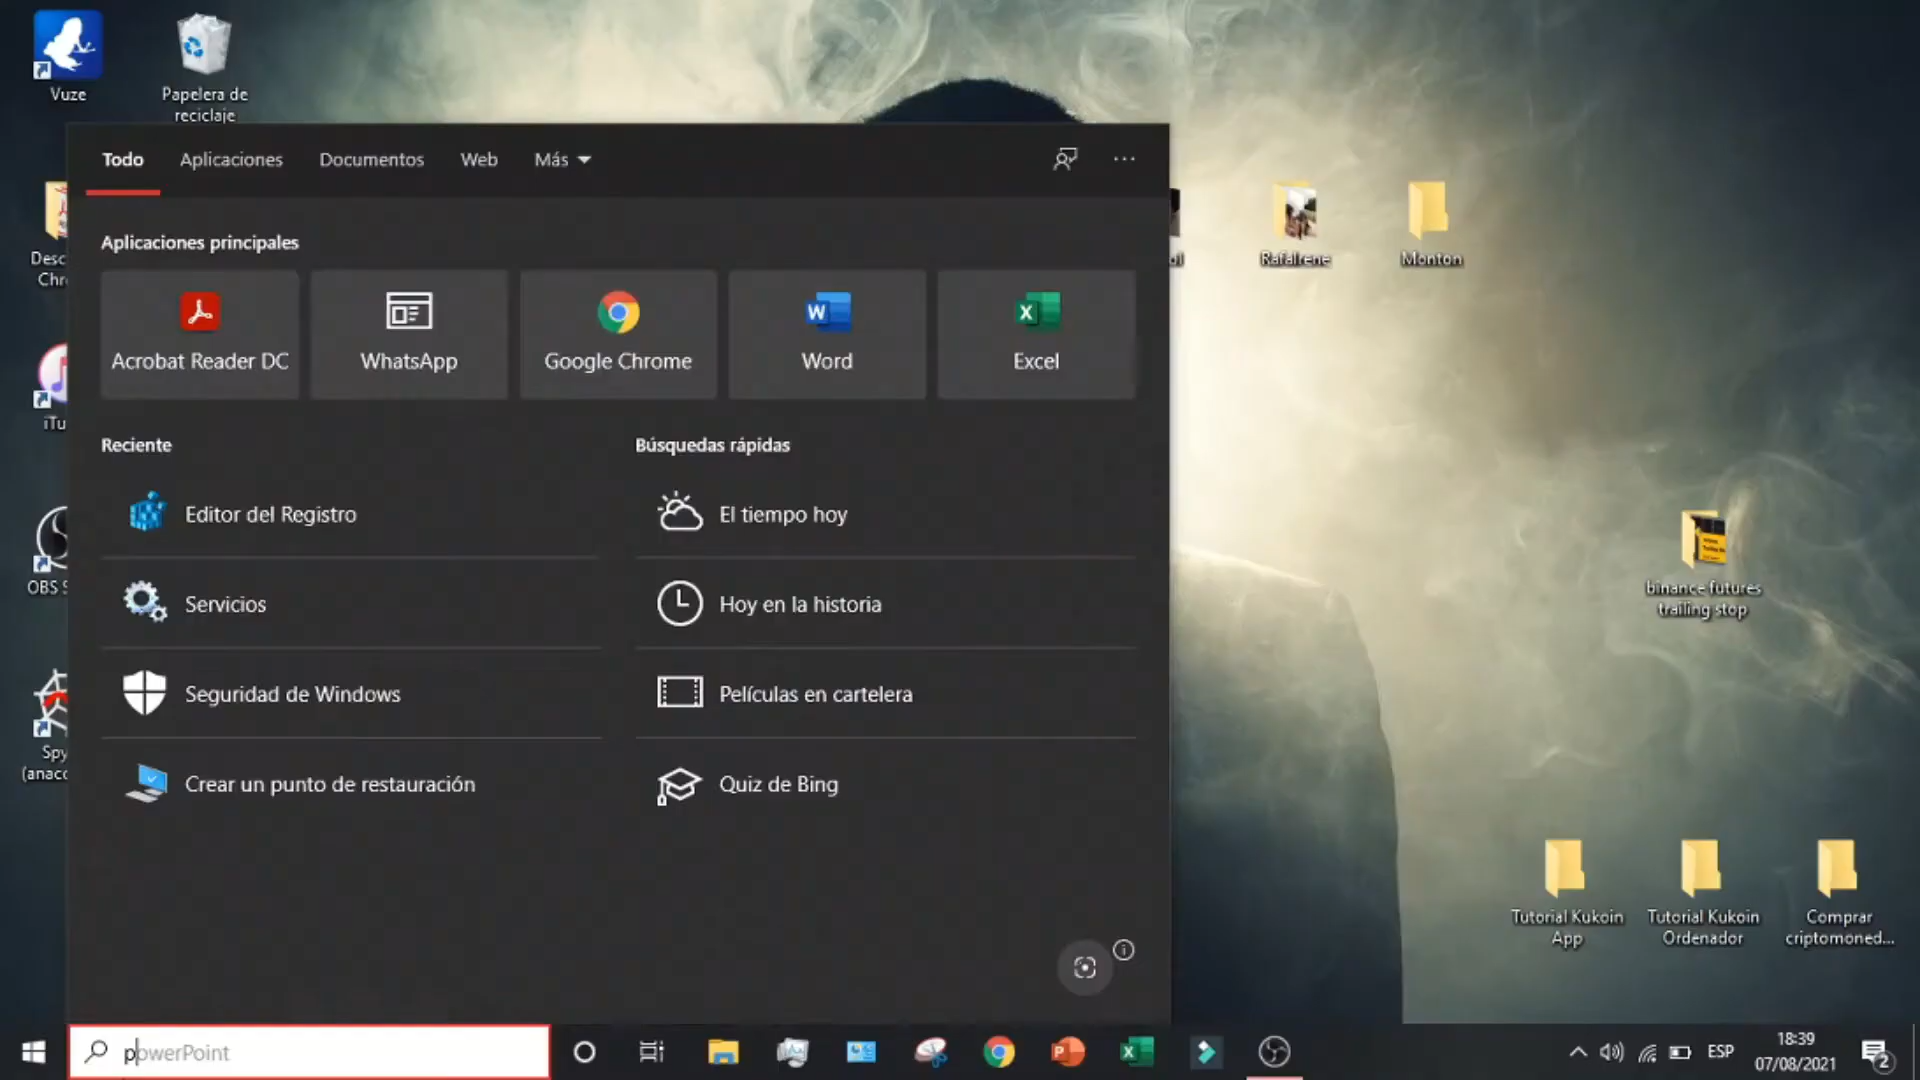 Vuze
Papelera de
reciclaje
Todo
Aplicaciones
Documentos
Web
Más
Aplicaciones principales
Acrobat Reader DC
WhatsApp
Google Chrome
Word
Excel
Reciente
Búsquedas rápidas
Editor del Registro
El tiempo hoy
Servicios
Hoy en la historia
Seguridad de Windows
Películas en cartelera
Crear un punto de restauración
Quiz de Bing
Desc
Chr
iTu
OBS S
Spy
(anaco
RafaIrene
Monton
binance futures
trailing stop
Tutorial Kukoin
App
Tutorial Kukoin
Ordenador
Comprar
criptomoned...
powerPoint
ESP
18:39
07/08/2021
2